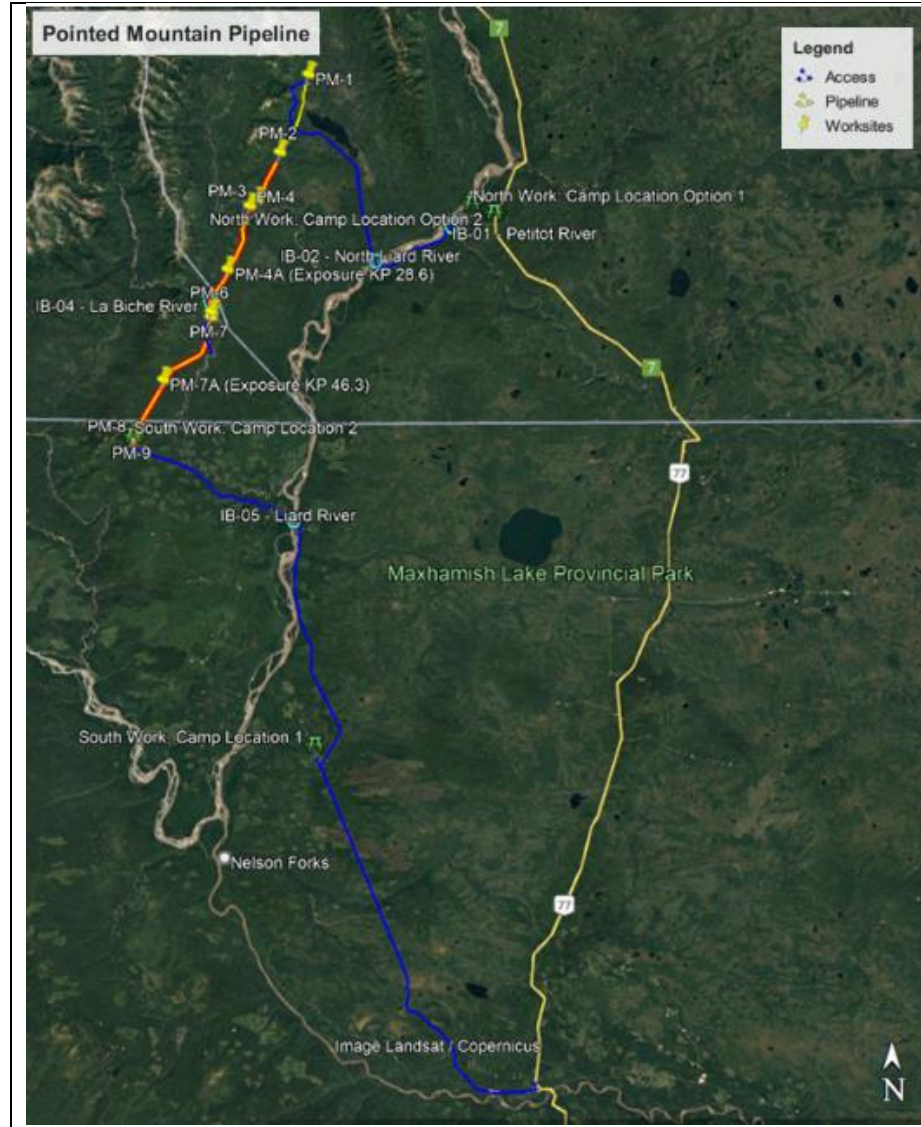 Pointed Mountain Pipeline
7
Legend
Access
Pipeline
Worksites
PM-1
PM-2
PM-3
PM-4
North Work. Camp Location Option 1
North Work. Camp Location Option 2
IB-01
Petitot River
IB-02 - North Liard River
PM-4A (Exposure KP 28.6)
PM-6
IB-04 - La Biche River
PM-7
7
PM-7A (Exposure KP 46.3)
PM-8
South Work. Camp Location 2
PM-9
77
IB-05 - Liard River
Maxhamish Lake Provincial Park
South Work. Camp Location 1
Nelson Forks
77
Image Landsat / Copernicus
N